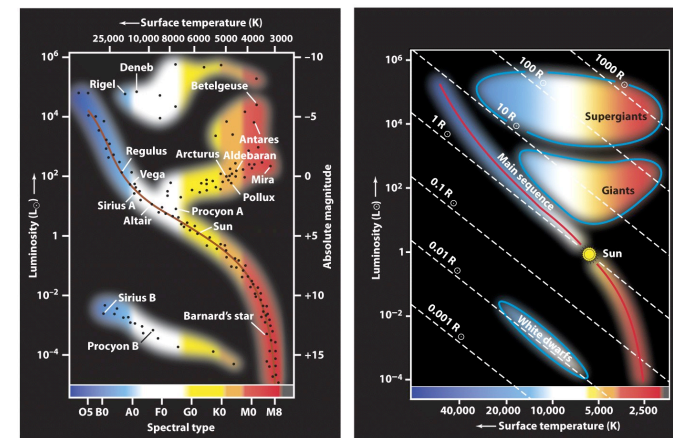 ⟵ Surface temperature (K)
25,000 10,000 8000 6000 5000 4000 3000
10⁶
10⁴
10²
1
10⁻²
10⁻⁴
Luminosity (L⊙) ⟶
−10
−5
0
+5
+10
+15
Absolute magnitude
Deneb
Rigel
Betelgeuse
Antares
Regulus
Arcturus Aldebaran
Vega
Mira
Sirius A
Pollux
Altair
Procyon A
Sun
Sirius B
Barnard's star
Procyon B
O5 B0 A0 F0 G0 K0 M0 M8
Spectral type
10⁶
10⁴
10²
1
10⁻²
10⁻⁴
Luminosity (L⊙) ⟶
100 R⊙
1000 R⊙
10 R⊙
1 R⊙
0.1 R⊙
0.01 R⊙
0.001 R⊙
Supergiants
Giants
Main sequence
Sun
White dwarfs
40,000 20,000 10,000 5,000 2,500
⟵ Surface temperature (K)